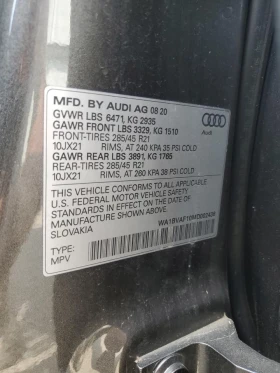 MFD. BY AUDI AG 08 20
GVWR LBS 6471, KG 2935
GAWR FRONT LBS 3329, KG 1510
FRONT-TIRES 285/45 R21
10JX21 RIMS, AT 240 KPA 35 PSI COLD
GAWR REAR LBS 3891, KG 1765
REAR-TIRES 285/45 R21
10JX21 RIMS, AT 260 KPA 38 PSI COLD
Audi
THIS VEHICLE CONFORMS TO ALL APPLICABLE
U.S. FEDERAL MOTOR VEHICLE SAFETY
STANDARDS IN EFFECT ON THE DATE OF
MANUFACTURE SHOWN ABOVE.
SLOVAKIA
TYPE:
MPV